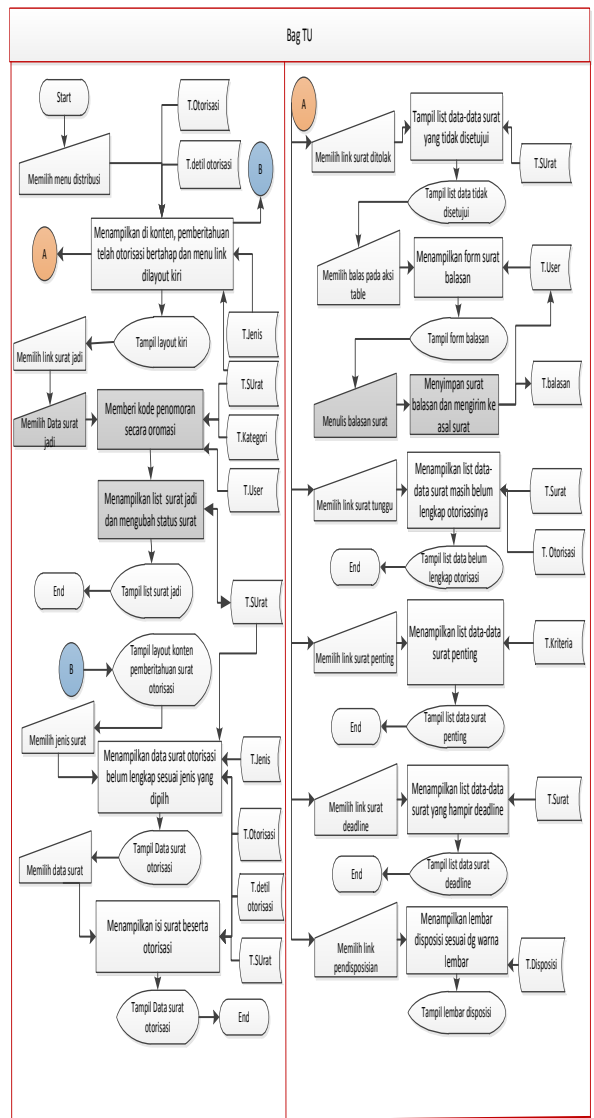 Bag TU
Start
T.Otorisasi
Memilih menu distribusi
T.detil otorisasi
B
A
Menampilkan di konten, pemberitahuan
telah otorisasi bertahap dan menu link
dilayout kiri
Tampil layout kiri
T.Jenis
Memilih link surat jadi
T.SUrat
Memilih Data surat
jadi
Memberi kode penomoran
secara oromasi
T.Kategori
T.User
Menampilkan list surat jadi
dan mengubah status surat
End
Tampil list surat jadi
T.SUrat
B
Tampil layout konten
pemberitahuan surat
otorisasi
Memilih jenis surat
Menampilkan data surat otorisasi
belum lengkap sesuai jenis yang
dipilh
T.Jenis
T.Otorisasi
Tampil Data surat
otorisasi
Memilih data surat
T.detil
otorisasi
Menampilkan isi surat beserta
otorisasi
T.SUrat
Tampil Data surat
otorisasi
End
A
Memilih link surat ditolak
Tampil list data-data surat
yang tidak disetujui
T.SUrat
Tampil list data tidak
disetujui
Memilih balas pada aksi
table
Menampilkan form surat
balasan
T.User
Tampil form balasan
T.balasan
Menulis balasan surat
Menyimpan surat
balasan dan mengirim ke
asal surat
Memilih link surat tunggu
Menampilkan list data-
data surat masih belum
lengkap otorisasinya
T.Surat
T. Otorisasi
End
Tampil list data belum
lengkap otorisasi
Memilih link surat penting
Menampilkan list data-data
surat penting
T.Kriteria
End
Tampil list data surat
penting
Memilih link surat
deadline
Menampilkan list data-data
surat yang hampir deadline
T.Surat
End
Tampil list data surat
deadline
Memilih link
pendisposisian
Menampilkan lembar
disposisi sesuai dg warna
lembar
T.Disposisi
Tampil lembar disposisi